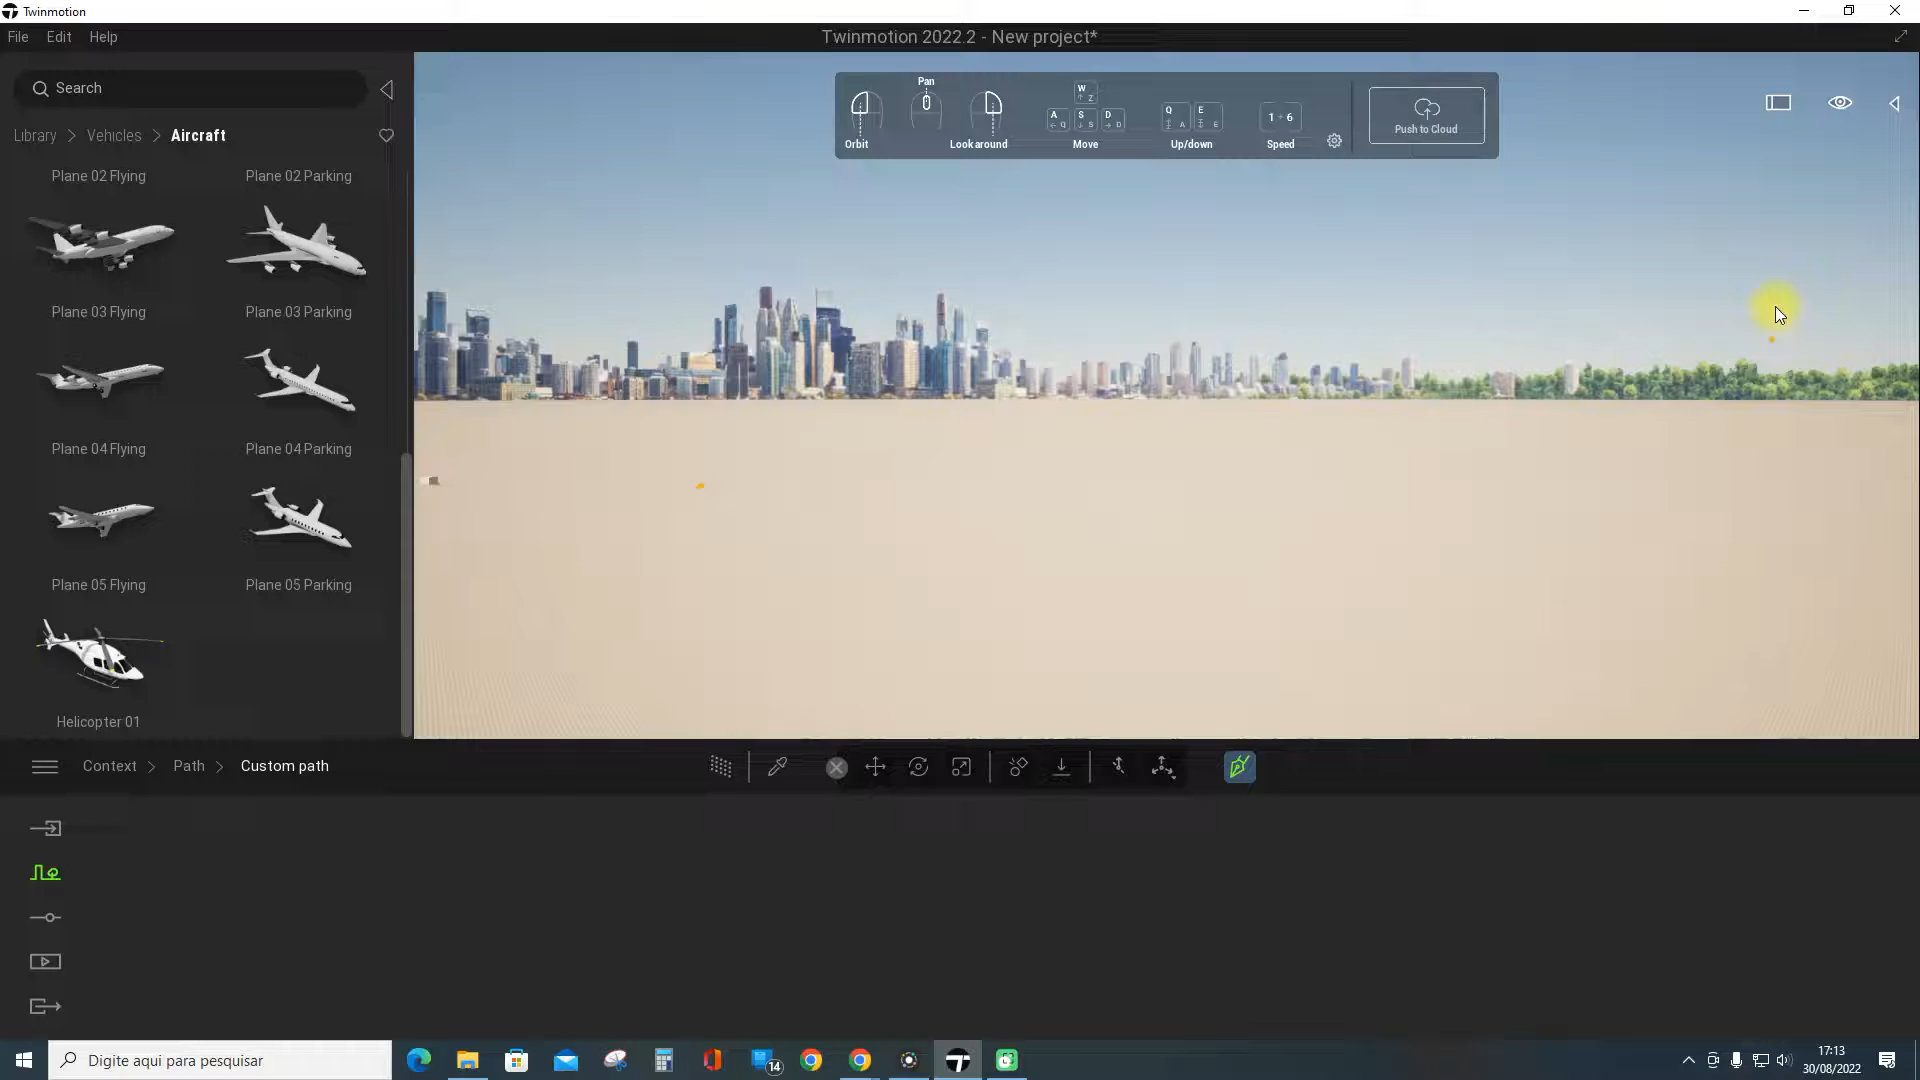 Twinmotion
File Edit Help
Twinmotion 2022.2 - New project*
Search
Library > Vehicles > Aircraft
Plane 02 Flying
Plane 02 Parking
Plane 03 Flying
Plane 03 Parking
Plane 04 Flying
Plane 04 Parking
Plane 05 Flying
Plane 05 Parking
Helicopter 01
Pan
Orbit
Look around
W
Z
A
Q
S
S
D
D
Move
Q
A
E
E
Up/down
1 - 6
Speed
Push to Cloud
Context > Path > Custom path
Digite aqui para pesquisar
14
17:13
30/08/2022